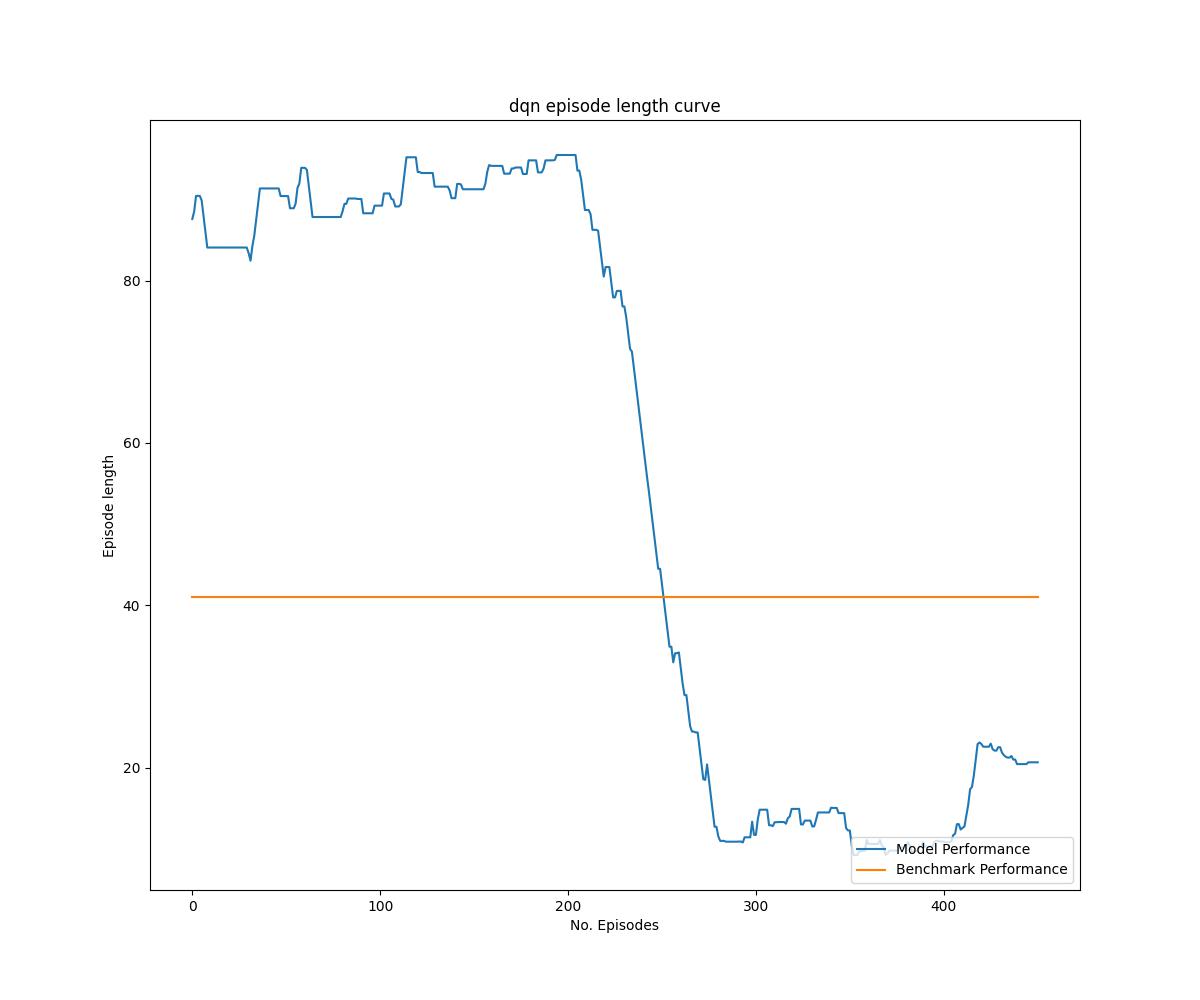 dqn episode length curve
Episode length
80
60
40
20
0
100
200
300
400
No. Episodes
Model Performance
Benchmark Performance